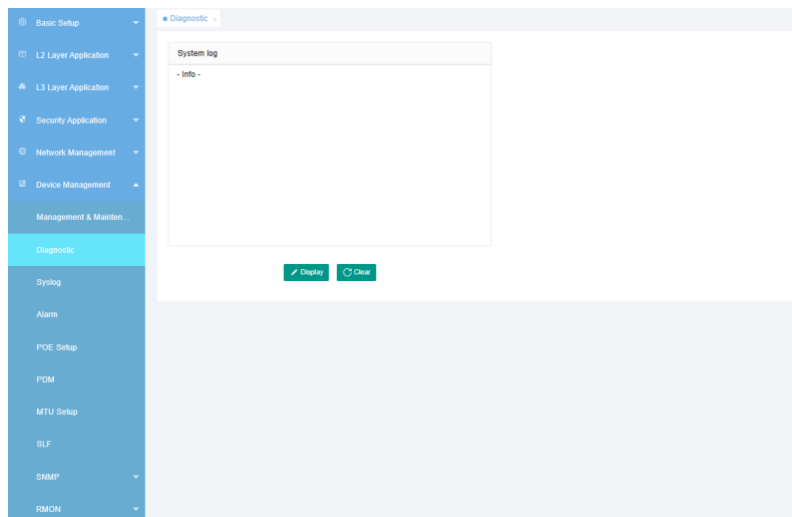 Basic Setup
L2 Layer Application
L3 Layer Application
Security Application
Network Management
Device Management
Management & Mainten...
Diagnostic
Syslog
Alarm
POE Setup
PDM
MTU Setup
SLF
SNMP
RMON
Diagnostic ×
System log
- Info -
Display
Clear